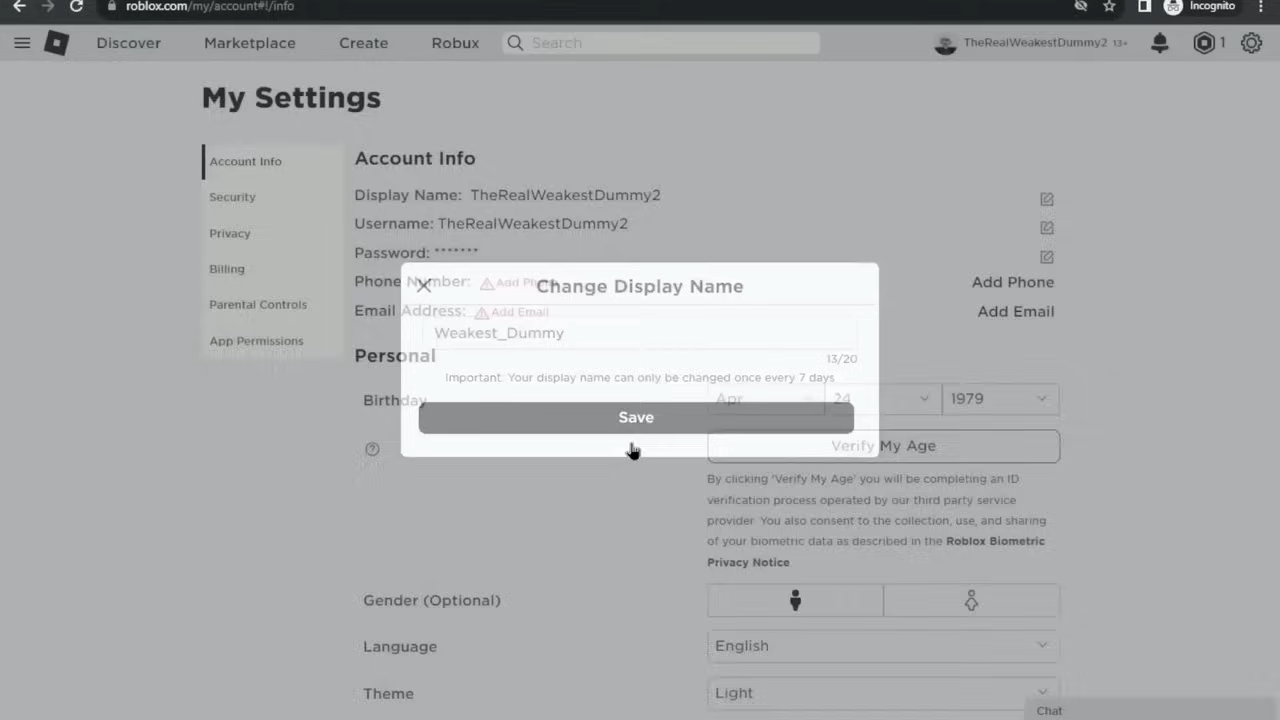 roblox.com/my/account#!/info
Incognito
Discover
Marketplace
Create
Robux
Search
TheRealWeakestDummy2 13+
1
My Settings
Account Info
Security
Privacy
Billing
Parental Controls
App Permissions
Account Info
Display Name: TheRealWeakestDummy2
Username: TheRealWeakestDummy2
Password: *******
Phone Number: Add Phone
Add Phone
Email Address: Add Email
Add Email
Change Display Name
Weakest_Dummy
13/20
Important: Your display name can only be changed once every 7 days
Save
Personal
Birthday
Apr
24
1979
Verify My Age
By clicking 'Verify My Age' you will be completing an ID
verification process operated by our third party service
provider. You also consent to the collection, use, and sharing
of your biometric data as described in the Roblox Biometric
Privacy Notice
Gender (Optional)
Language
English
Theme
Light
Chat